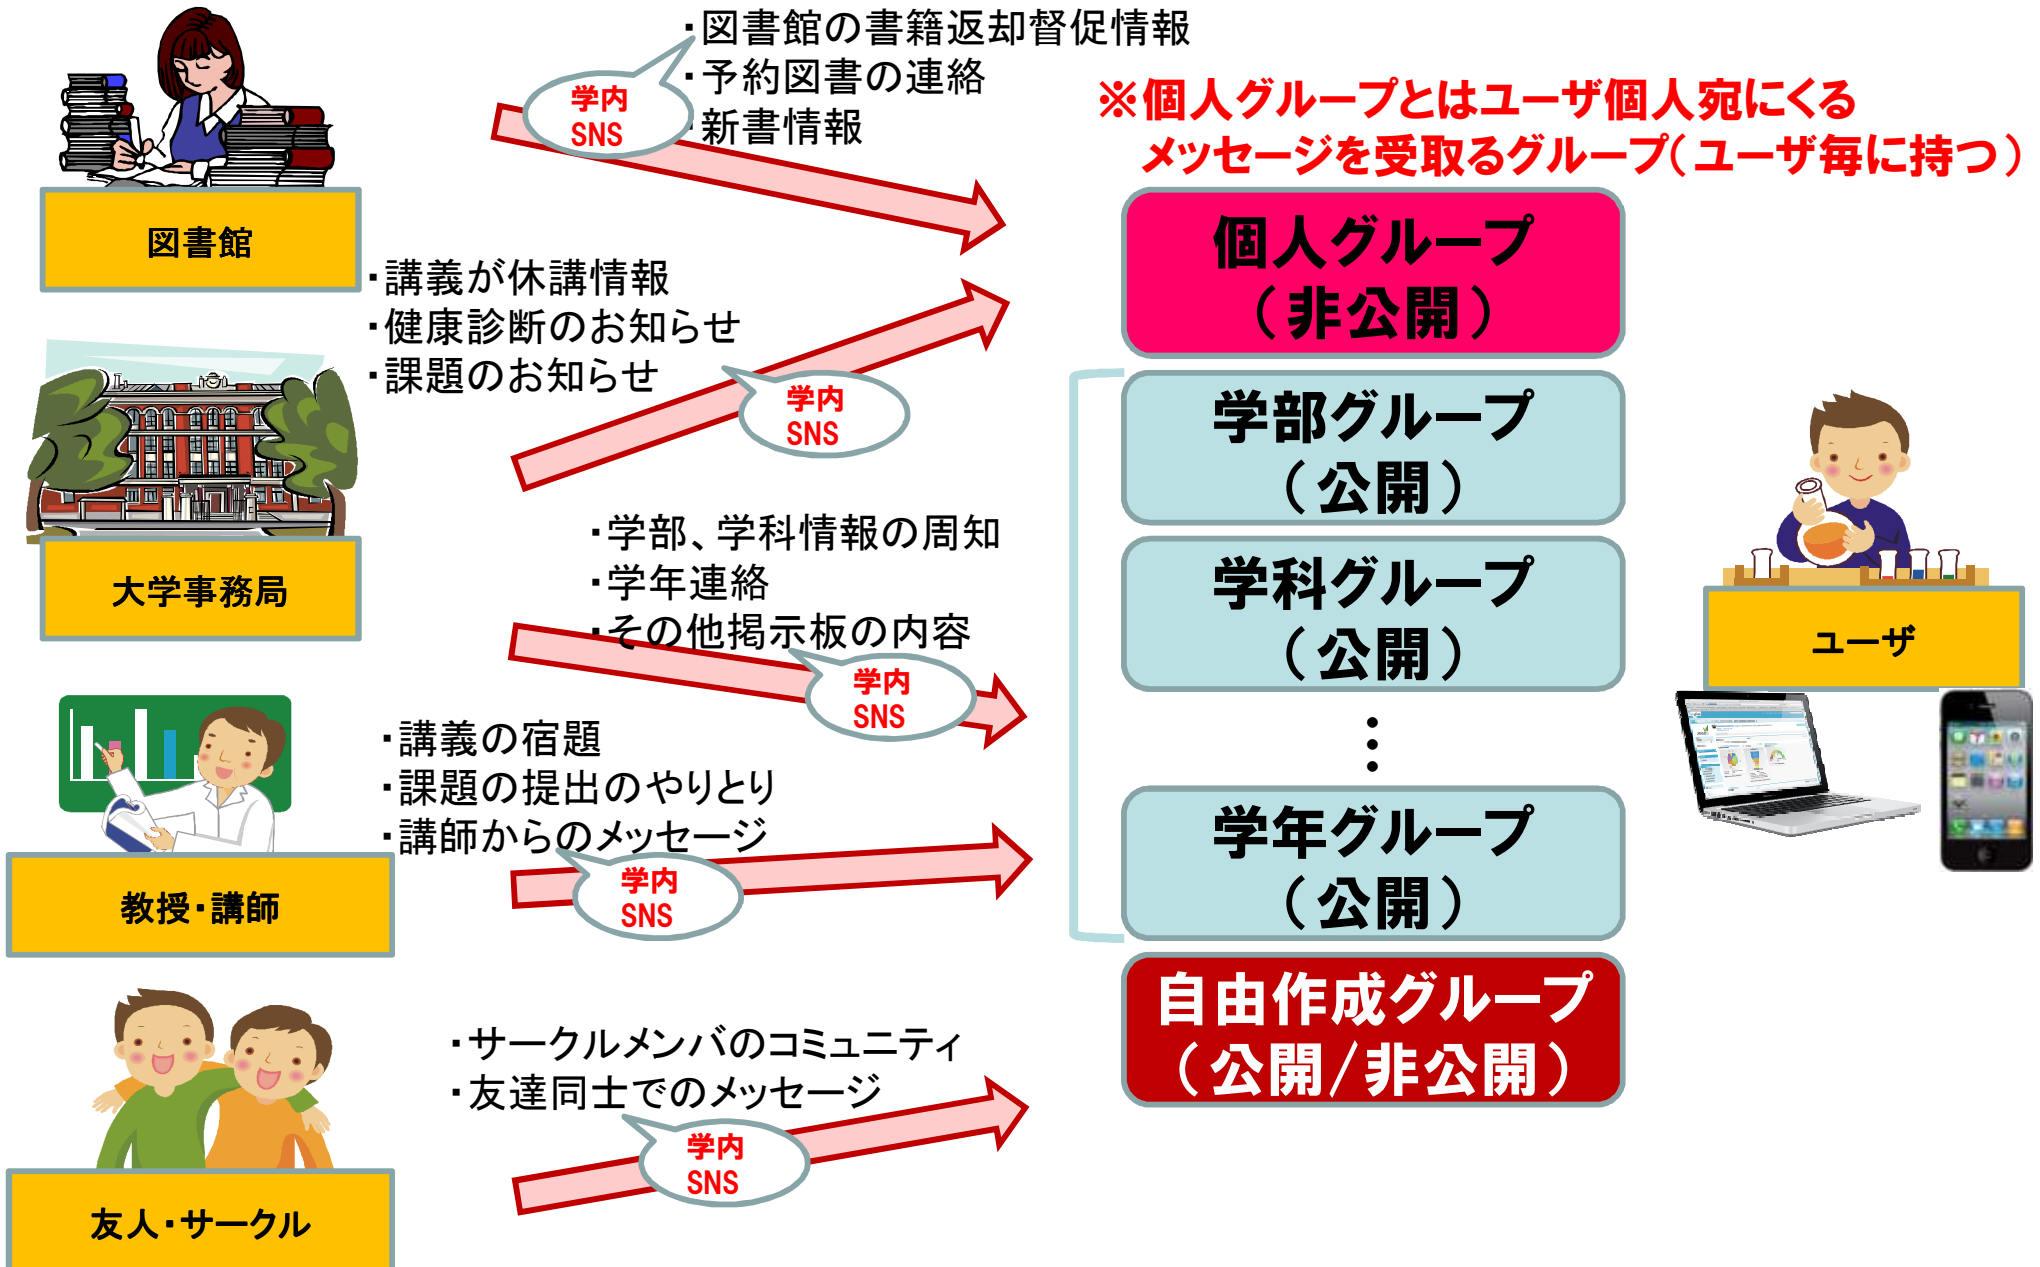 ・図書館の書籍返却督促情報
・予約図書の連絡
・新書情報
学内
SNS
図書館
※個人グループとはユーザ個人宛にくる
メッセージを受取るグループ(ユーザ毎に持つ)
・講義が休講情報
・健康診断のお知らせ
・課題のお知らせ
学内
SNS
大学事務局
・学部、学科情報の周知
・学年連絡
・その他掲示板の内容
学内
SNS
・講義の宿題
・課題の提出のやりとり
・講師からのメッセージ
学内
SNS
教授・講師
・サークルメンバのコミュニティ
・友達同士でのメッセージ
学内
SNS
友人・サークル
個人グループ
(非公開)
学部グループ
(公開)
学科グループ
(公開)
⋮
学年グループ
(公開)
自由作成グループ
(公開/非公開)
ユーザ